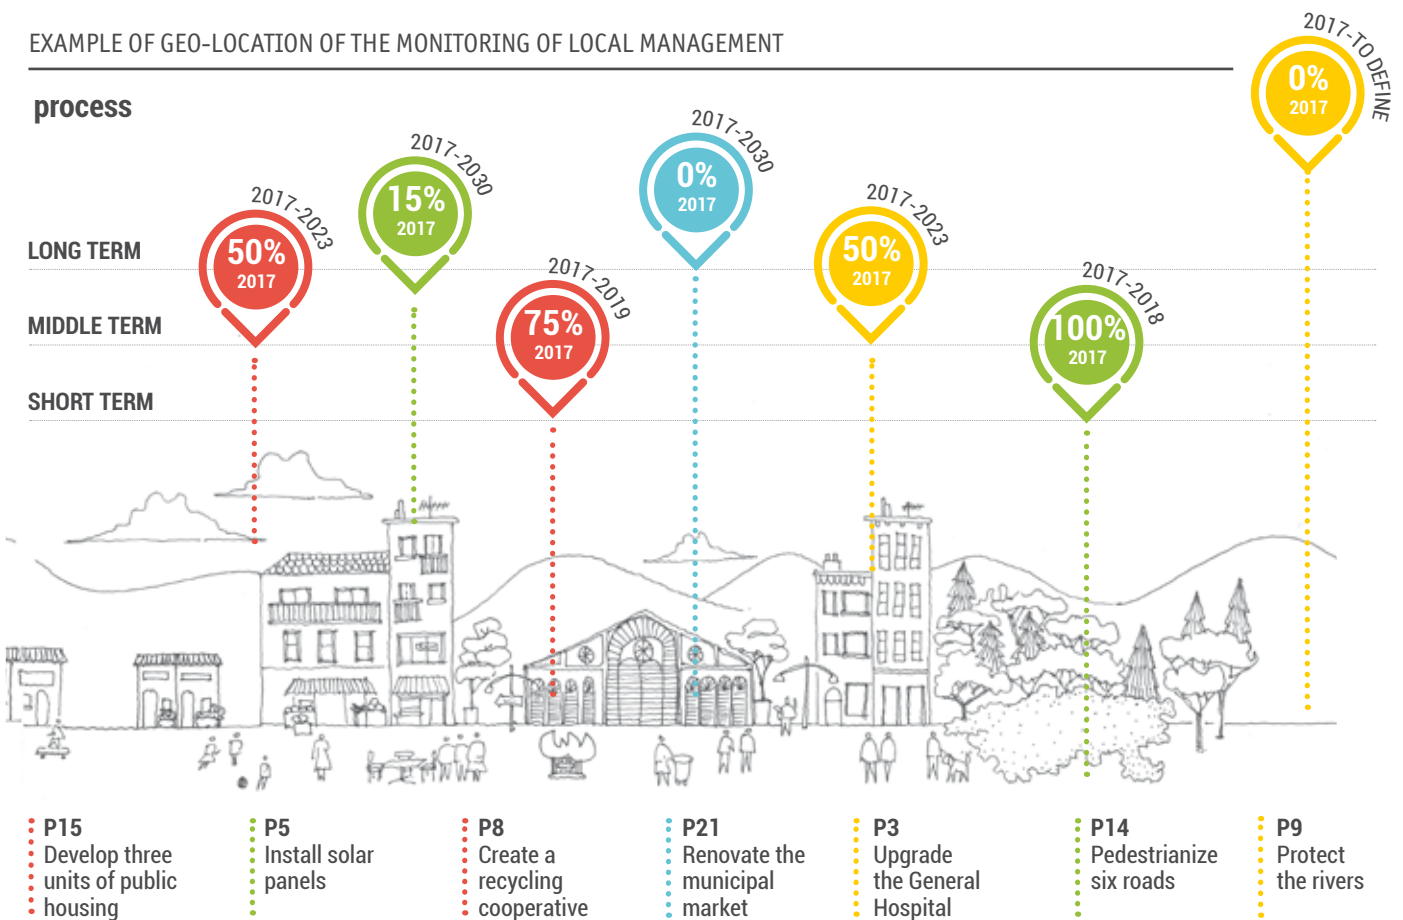 EXAMPLE OF GEO-LOCATION OF THE MONITORING OF LOCAL MANAGEMENT
process
2017-TO DEFINE
0%
2017
2017-2030
0%
2017
2017-2030
15%
2017
2017-2023
50%
2017
2017-2023
50%
2017
LONG TERM
2017-2019
75%
2017
2017-2018
100%
2017
MIDDLE TERM
SHORT TERM
P15
Develop three
units of public
housing
P5
Install solar
panels
P8
Create a
recycling
cooperative
P21
Renovate the
municipal
market
P3
Upgrade
the General
Hospital
P14
Pedestrianize
six roads
P9
Protect
the rivers